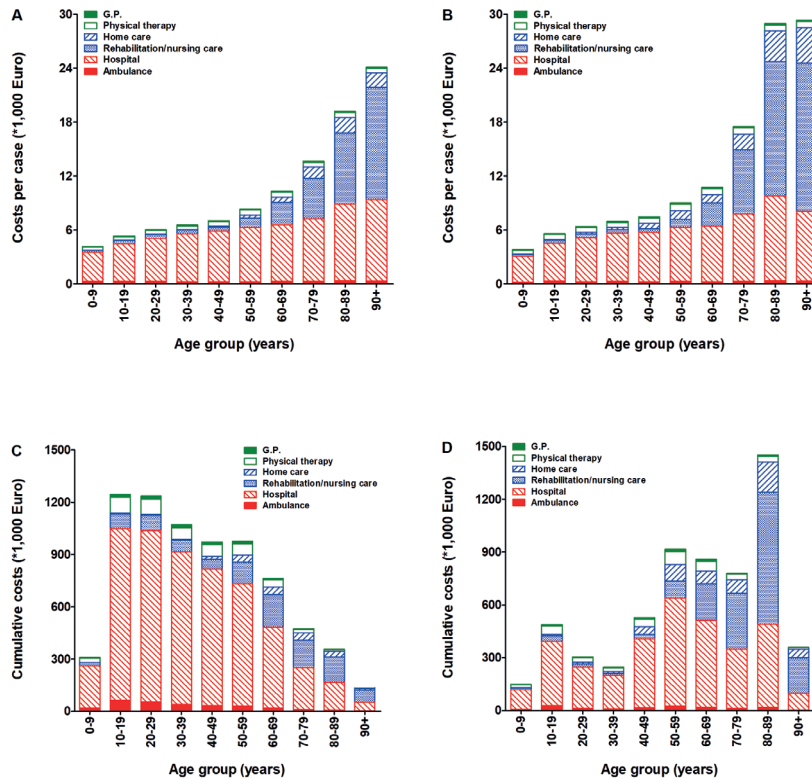 A
G.P.
Physical therapy
Home care
Rehabilitation/nursing care
Hospital
Ambulance
Costs per case (*1,000 Euro)
30
24
18
12
6
0
0-9
10-19
20-29
30-39
40-49
50-59
60-69
70-79
80-89
90+
Age group (years)
B
G.P.
Physical therapy
Home care
Rehabilitation/nursing care
Hospital
Ambulance
Costs per case (*1,000 Euro)
30
24
18
12
6
0
0-9
10-19
20-29
30-39
40-49
50-59
60-69
70-79
80-89
90+
Age group (years)
C
G.P.
Physical therapy
Home care
Rehabilitation/nursing care
Hospital
Ambulance
Cumulative costs (*1,000 Euro)
1500
1200
900
600
300
0
0-9
10-19
20-29
30-39
40-49
50-59
60-69
70-79
80-89
90+
Age group (years)
D
G.P.
Physical therapy
Home care
Rehabilitation/nursing care
Hospital
Ambulance
Cumulative costs (*1,000 Euro)
1500
1200
900
600
300
0
0-9
10-19
20-29
30-39
40-49
50-59
60-69
70-79
80-89
90+
Age group (years)